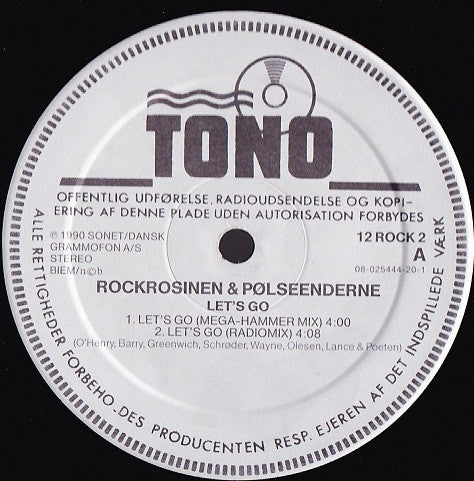 TONO
OFFENTLIG UDFØRELSE, RADIOUDSENDELSE OG KOPI-
ERING AF DENNE PLADE UDEN AUTORISATION FORBYDES
℗ 1990 SONET/DANSK
GRAMMOFON A/S
STEREO
BIEM/n©b
12 ROCK 2
A
08-025444-20-1
ROCKROSINEN & PØLSEENDERNE
LET'S GO
1. LET'S GO (MEGA-HAMMER MIX) 4:00
2. LET'S GO (RADIOMIX) 4:08
(O'Henry, Barry, Greenwich, Schrøder, Wayne, Olesen, Lance & Poeten)
ALLE RETTIGHEDER FORBEHO-DES PRODUCENTEN RESP. EJEREN AF DET INDSPILLEDE VÆRK